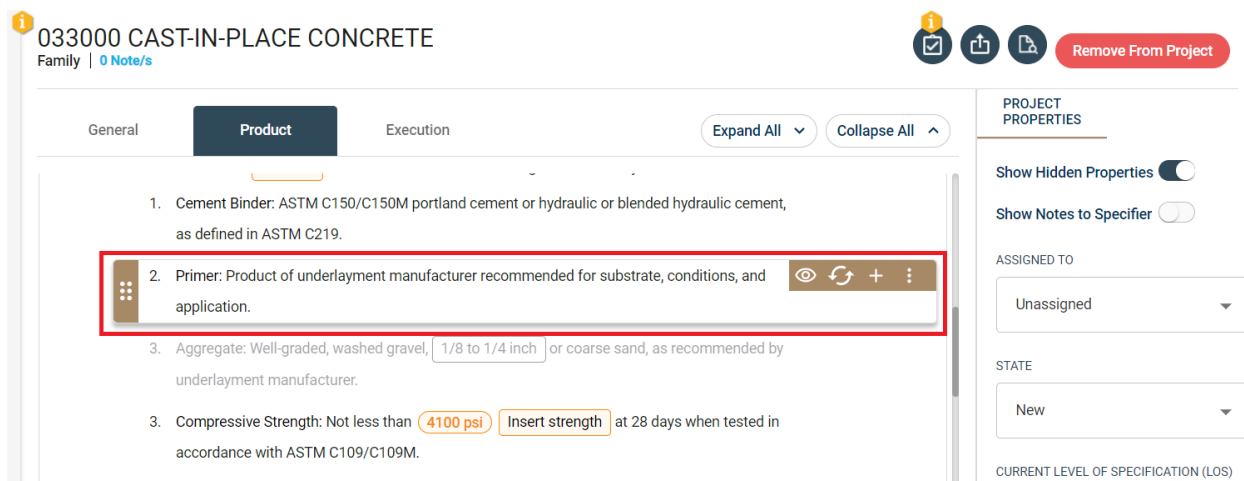 033000 CAST-IN-PLACE CONCRETE
Family | 0 Note/s
Remove From Project
General
Product
Execution
Expand All
Collapse All
1. Cement Binder: ASTM C150/C150M portland cement or hydraulic or blended hydraulic cement,
as defined in ASTM C219.
2. Primer: Product of underlayment manufacturer recommended for substrate, conditions, and
application.
3. Aggregate: Well-graded, washed gravel, 1/8 to 1/4 inch or coarse sand, as recommended by
underlayment manufacturer.
3. Compressive Strength: Not less than 4100 psi Insert strength at 28 days when tested in
accordance with ASTM C109/C109M.
PROJECT
PROPERTIES
Show Hidden Properties
Show Notes to Specifier
ASSIGNED TO
Unassigned
STATE
New
CURRENT LEVEL OF SPECIFICATION (LOS)